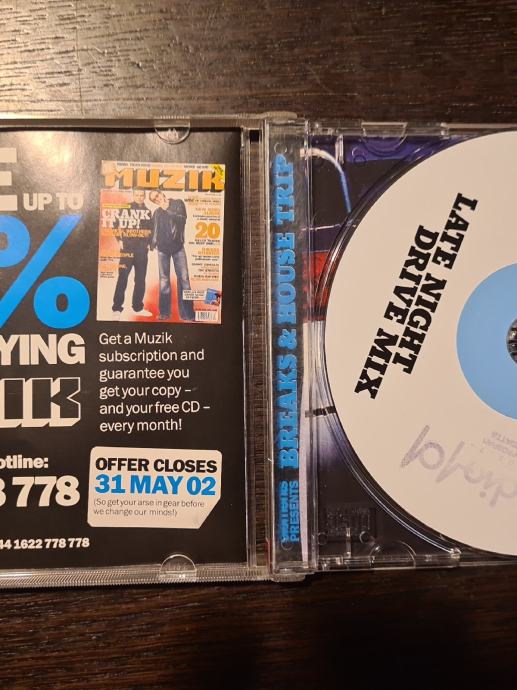 E
UP TO
%
YING
IK
otline:
8 778
44 1622 778 778
MUZIK
CRANK
IT UP!
20
Get a Muzik
subscription and
guarantee you
get your copy –
and your free CD –
every month!
OFFER CLOSES
31 MAY 02
(So get your arse in gear before
we change our minds!)
PRESENTS
BREAKS & HOUSE TRIP
LATE NIGHT
DRIVE MIX